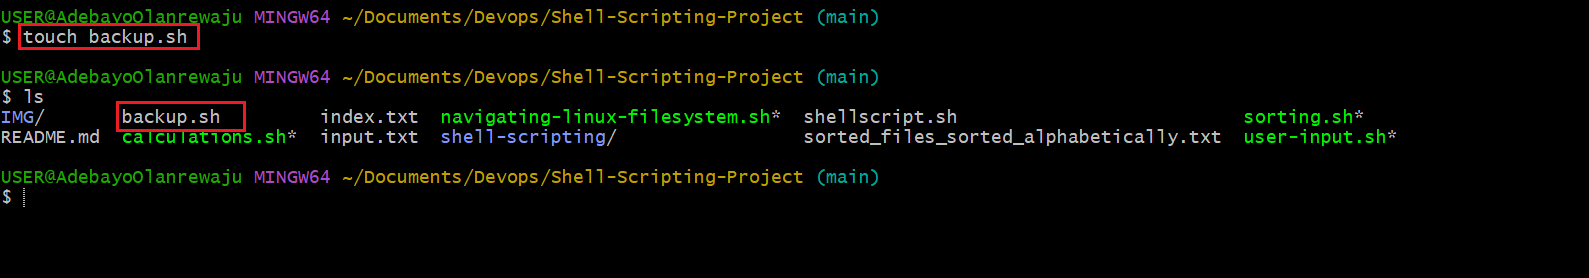 USER@AdebayoOlanrewaju MINGW64 ~/Documents/Devops/Shell-Scripting-Project (main)
$ touch backup.sh
USER@AdebayoOlanrewaju MINGW64 ~/Documents/Devops/Shell-Scripting-Project (main)
$ ls
IMG/ backup.sh index.txt navigating-linux-filesystem.sh* shellscript.sh sorting.sh*
README.md calculations.sh* input.txt shell-scripting/ sorted_files_sorted_alphabetically.txt user-input.sh*
USER@AdebayoOlanrewaju MINGW64 ~/Documents/Devops/Shell-Scripting-Project (main)
$